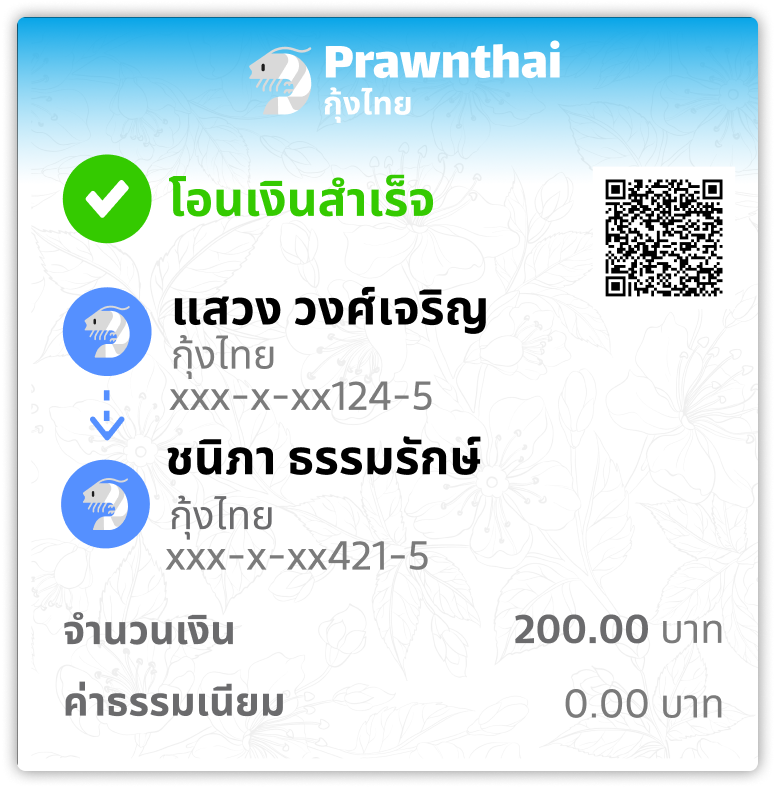 Prawnthai
กุ้งไทย
โอนเงินสำเร็จ
แสวง วงศ์เจริญ
กุ้งไทย
xxx-x-xx124-5
ชนิภา ธรรมรักษ์
กุ้งไทย
xxx-x-xx421-5
จำนวนเงิน 200.00 บาท
ค่าธรรมเนียม 0.00 บาท